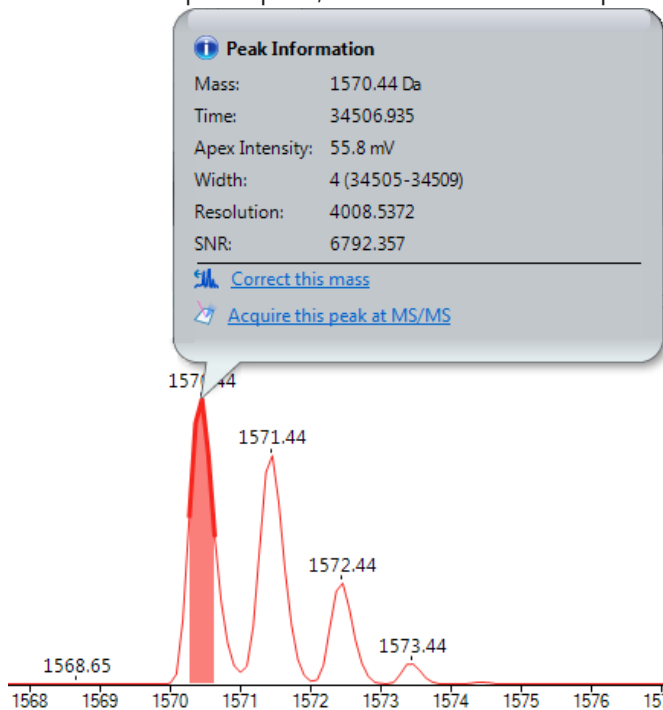 Peak Information
Mass: 1570.44 Da
Time: 34506.935
Apex Intensity: 55.8 mV
Width: 4 (34505-34509)
Resolution: 4008.5372
SNR: 6792.357
Correct this mass
Acquire this peak at MS/MS
1571.44
1572.44
1573.44
1568.65
1568 1569 1570 1571 1572 1573 1574 1575 1576